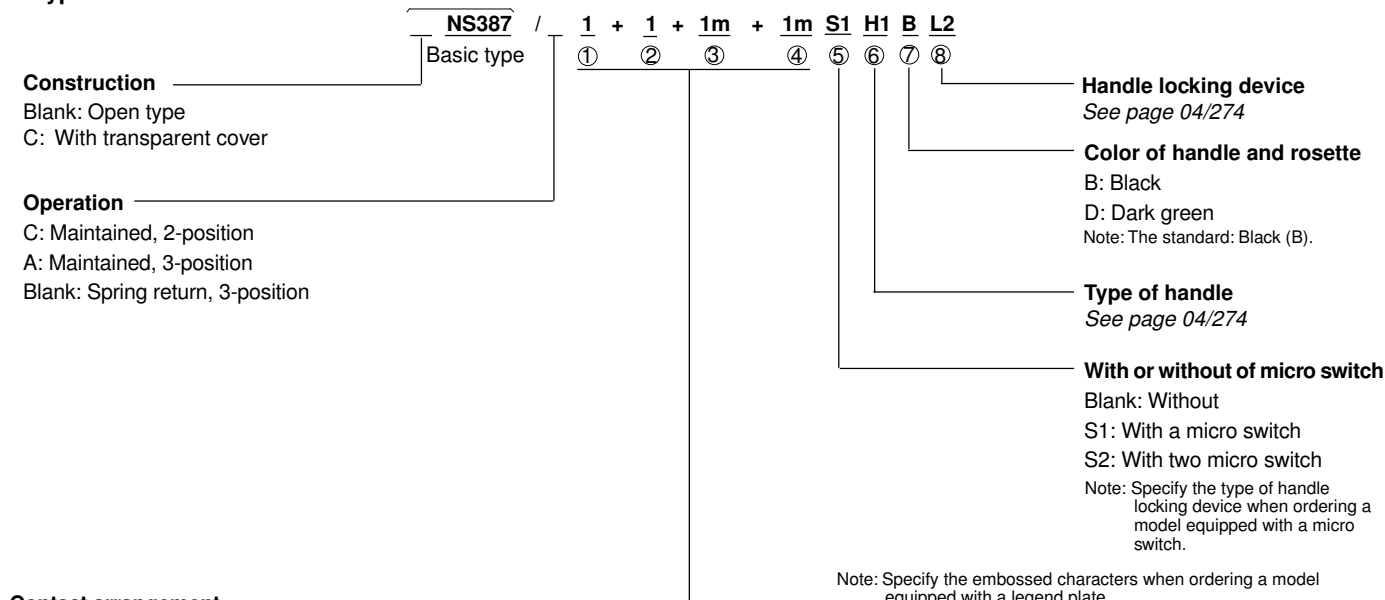 NS387 / 1 + 1 + 1m + 1m S1 H1 B L2
Basic type ① ② ③ ④ ⑤ ⑥ ⑦ ⑧
Construction
Blank: Open type
C: With transparent cover
Operation
C: Maintained, 2-position
A: Maintained, 3-position
Blank: Spring return, 3-position
Handle locking device
See page 04/274
Color of handle and rosette
B: Black
D: Dark green
Note: The standard: Black (B).
Type of handle
See page 04/274
With or without of micro switch
Blank: Without
S1: With a micro switch
S2: With two micro switch
Note: Specify the type of handle
locking device when ordering a
model equipped with a micro
switch.
Note: Specify the embossed characters when ordering a model
equipped with a legend plate.
Contact arrangement